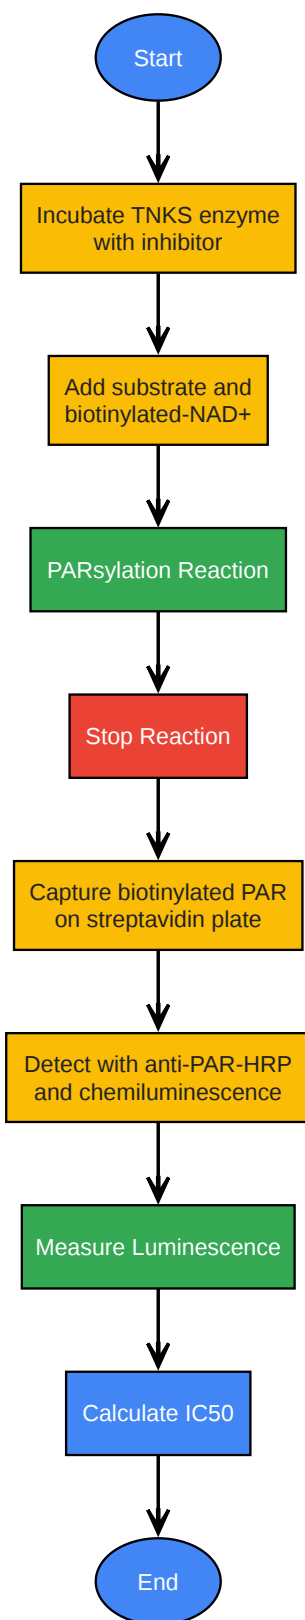 Start
Incubate TNKS enzyme
with inhibitor
Add substrate and
biotinylated-NAD+
PARsylation Reaction
Stop Reaction
Capture biotinylated PAR
on streptavidin plate
Detect with anti-PAR-HRP
and chemiluminescence
Measure Luminescence
Calculate IC50
End